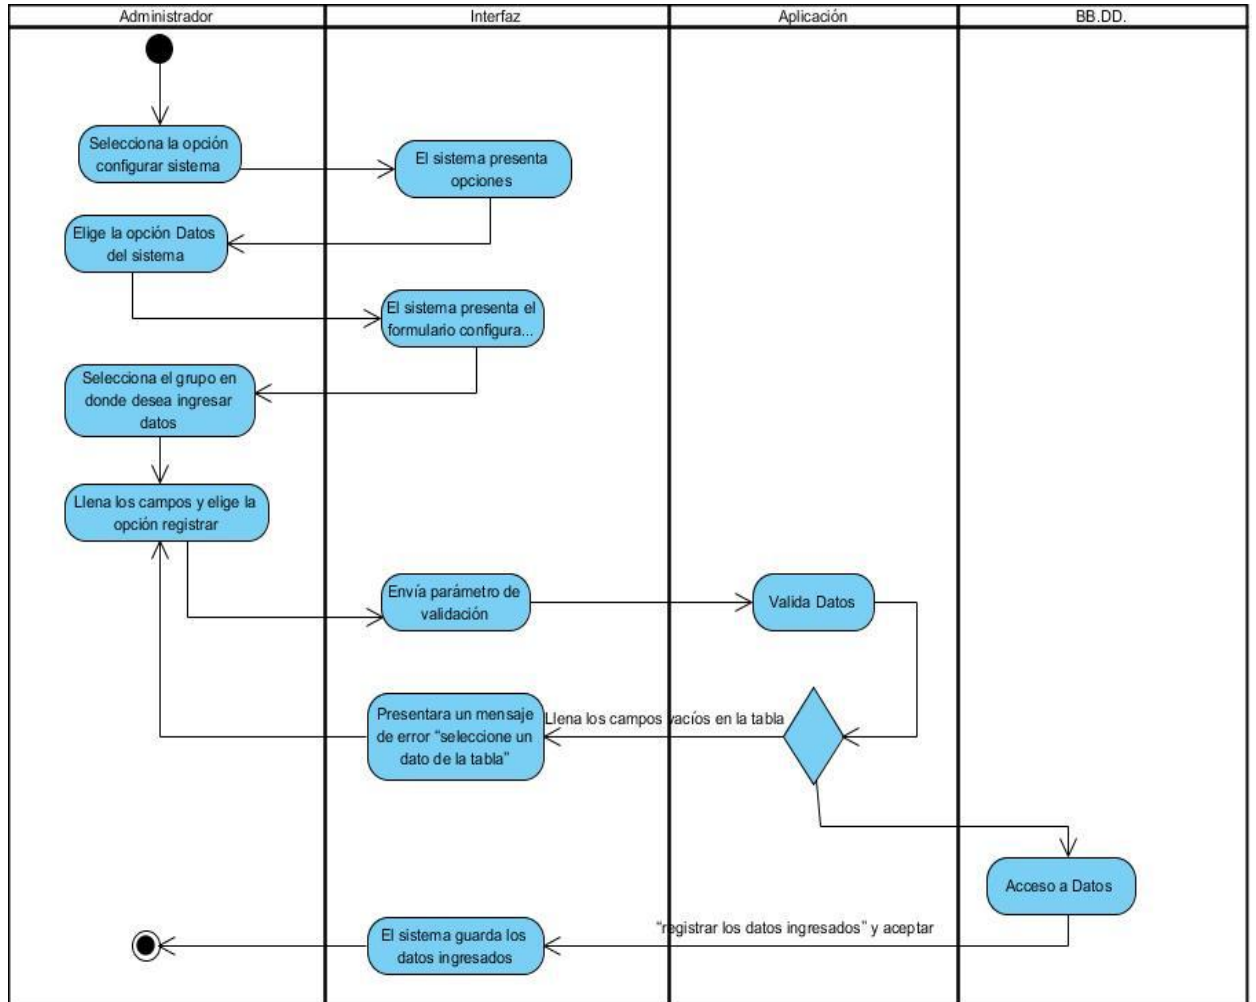 Administrador
Interfaz
Aplicación
BB.DD.
Selecciona la opción
configurar sistema
El sistema presenta
opciones
Elige la opción Datos
del sistema
El sistema presenta el
formulario configura...
Selecciona el grupo en
donde desea ingresar
datos
Llena los campos y elige la
opción registrar
Envía parámetro de
validación
Valida Datos
Presentara un mensaje
de error “seleccione un
dato de la tabla”
Llena los campos vacíos en la tabla
Acceso a Datos
“registrar los datos ingresados” y aceptar
El sistema guarda los
datos ingresados